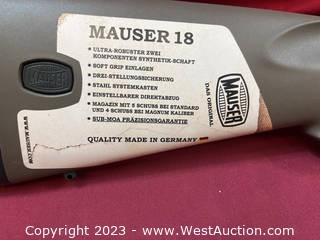 MAUSER 18
• ULTRA-ROBUSTER ZWEI
KOMPONENTEN SYNTHETIK-SCHAFT
• SOFT GRIP EINLAGEN
• DREI-STELLUNGSSICHERUNG
• STAHL SYSTEMKASTEN
• EINSTELLBARER DIREKTABZUG
• MAGAZIN MIT 5 SCHUSS BEI STANDARD
UND 4 SCHUSS BEI MAGNUM KALIBER
• SUB-MOA PRÄZISIONSGARANTIE
QUALITY MADE IN GERMANY
MAUSER
WWW.MAUSER.COM
MAUSER
DAS ORIGINAL
Copyright 2023 - www.WestAuction.com